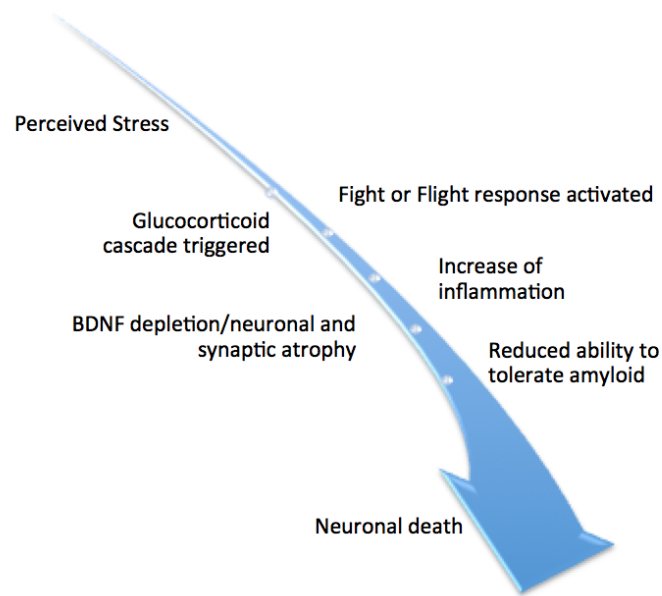 Perceived Stress
Fight or Flight response activated
Glucocorticoid
cascade triggered
Increase of
inflammation
BDNF depletion/neuronal and
synaptic atrophy
Reduced ability to
tolerate amyloid
Neuronal death